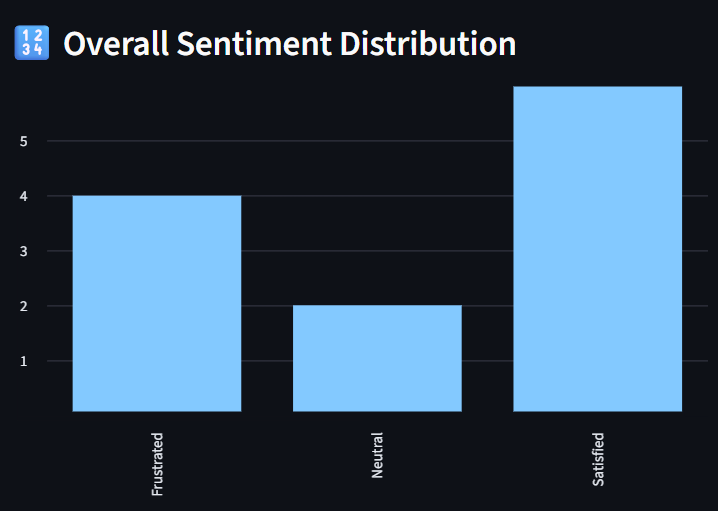 🔢 Overall Sentiment Distribution
5
4
3
2
1
Frustrated
Neutral
Satisfied